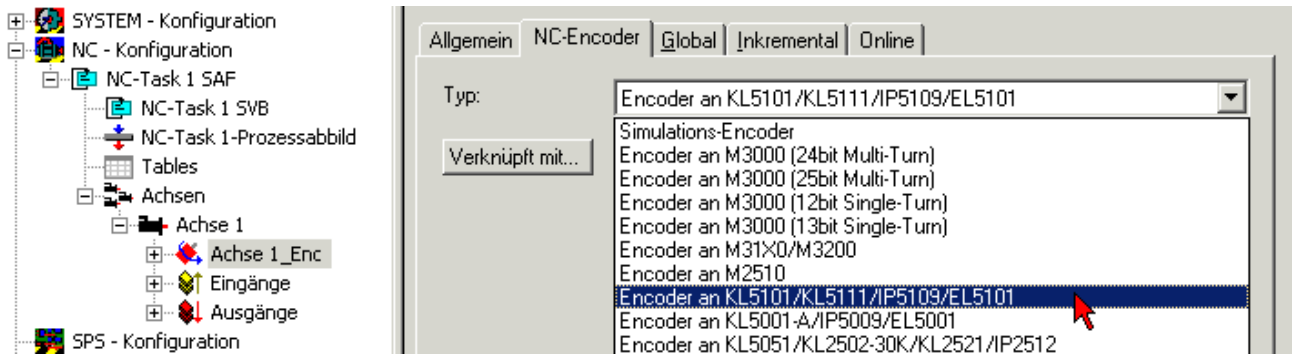 SYSTEM - Konfiguration
NC - Konfiguration
NC-Task 1 SAF
NC-Task 1 SVB
NC-Task 1-Prozessabbild
Tables
Achsen
Achse 1
Achse 1_Enc
Eingänge
Ausgänge
SPS - Konfiguration
Allgemein NC-Encoder Global Inkremental Online
Typ: Encoder an KL5101/KL5111/IP5109/EL5101
Verknüpft mit...
Simulations-Encoder
Encoder an M3000 (24bit Multi-Turn)
Encoder an M3000 (25bit Multi-Turn)
Encoder an M3000 (12bit Single-Turn)
Encoder an M3000 (13bit Single-Turn)
Encoder an M31X0/M3200
Encoder an M2510
Encoder an KL5101/KL5111/IP5109/EL5101
Encoder an KL5001-A/IP5009/EL5001
Encoder an KL5051/KL2502-30K/KL2521/IP2512